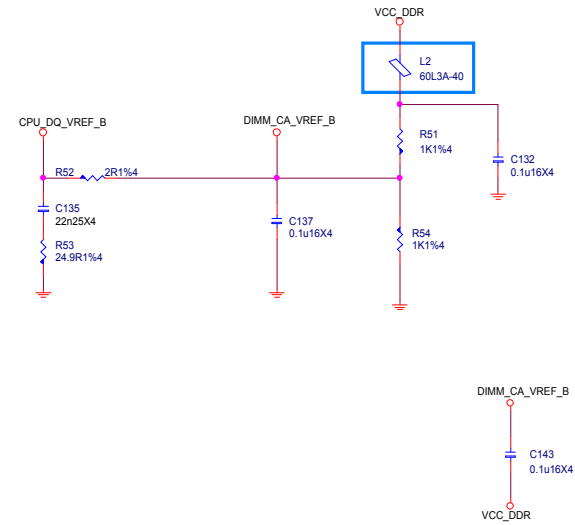 VCC_DDR
L2
60L3A-40
CPU_DQ_VREF_B
DIMM_CA_VREF_B
R51
1K1%4
C132
0.1u16X4
R52
2R1%4
C135
22n25X4
C137
0.1u16X4
R54
1K1%4
R53
24.9R1%4
DIMM_CA_VREF_B
C143
0.1u16X4
VCC_DDR